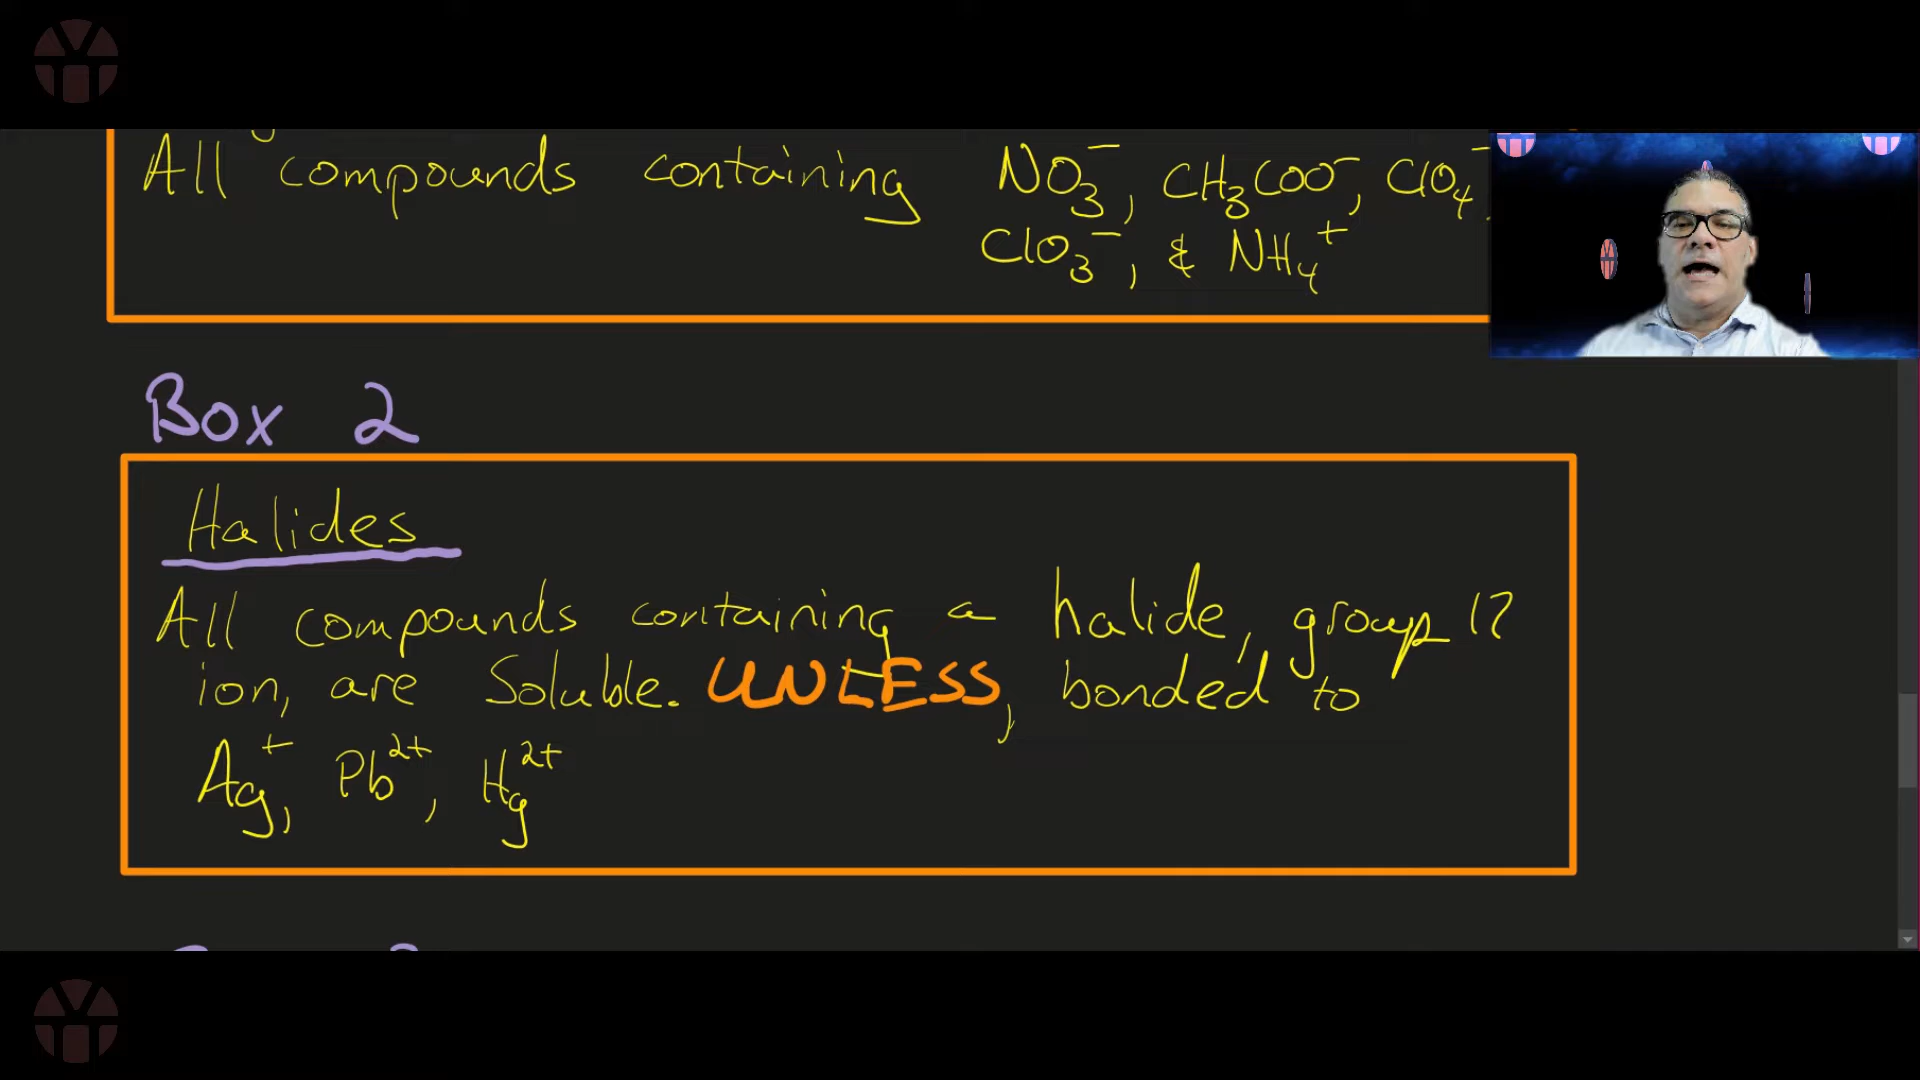 All compounds containing NO₃⁻, CH₃COO⁻, ClO₄⁻,
ClO₃⁻, & NH₄⁺
Box 2
Halides
All compounds containing a halide, group 17
ion, are Soluble. UNLESS, bonded to
Ag⁺, Pb²⁺, Hg²⁺